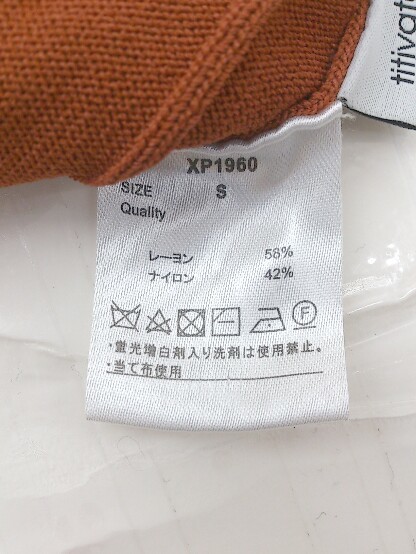 titivat
XP1960
SIZE S
Quality
レーヨン 58%
ナイロン 42%
F
・蛍光増白剤入り洗剤は使用禁止。
・当て布使用